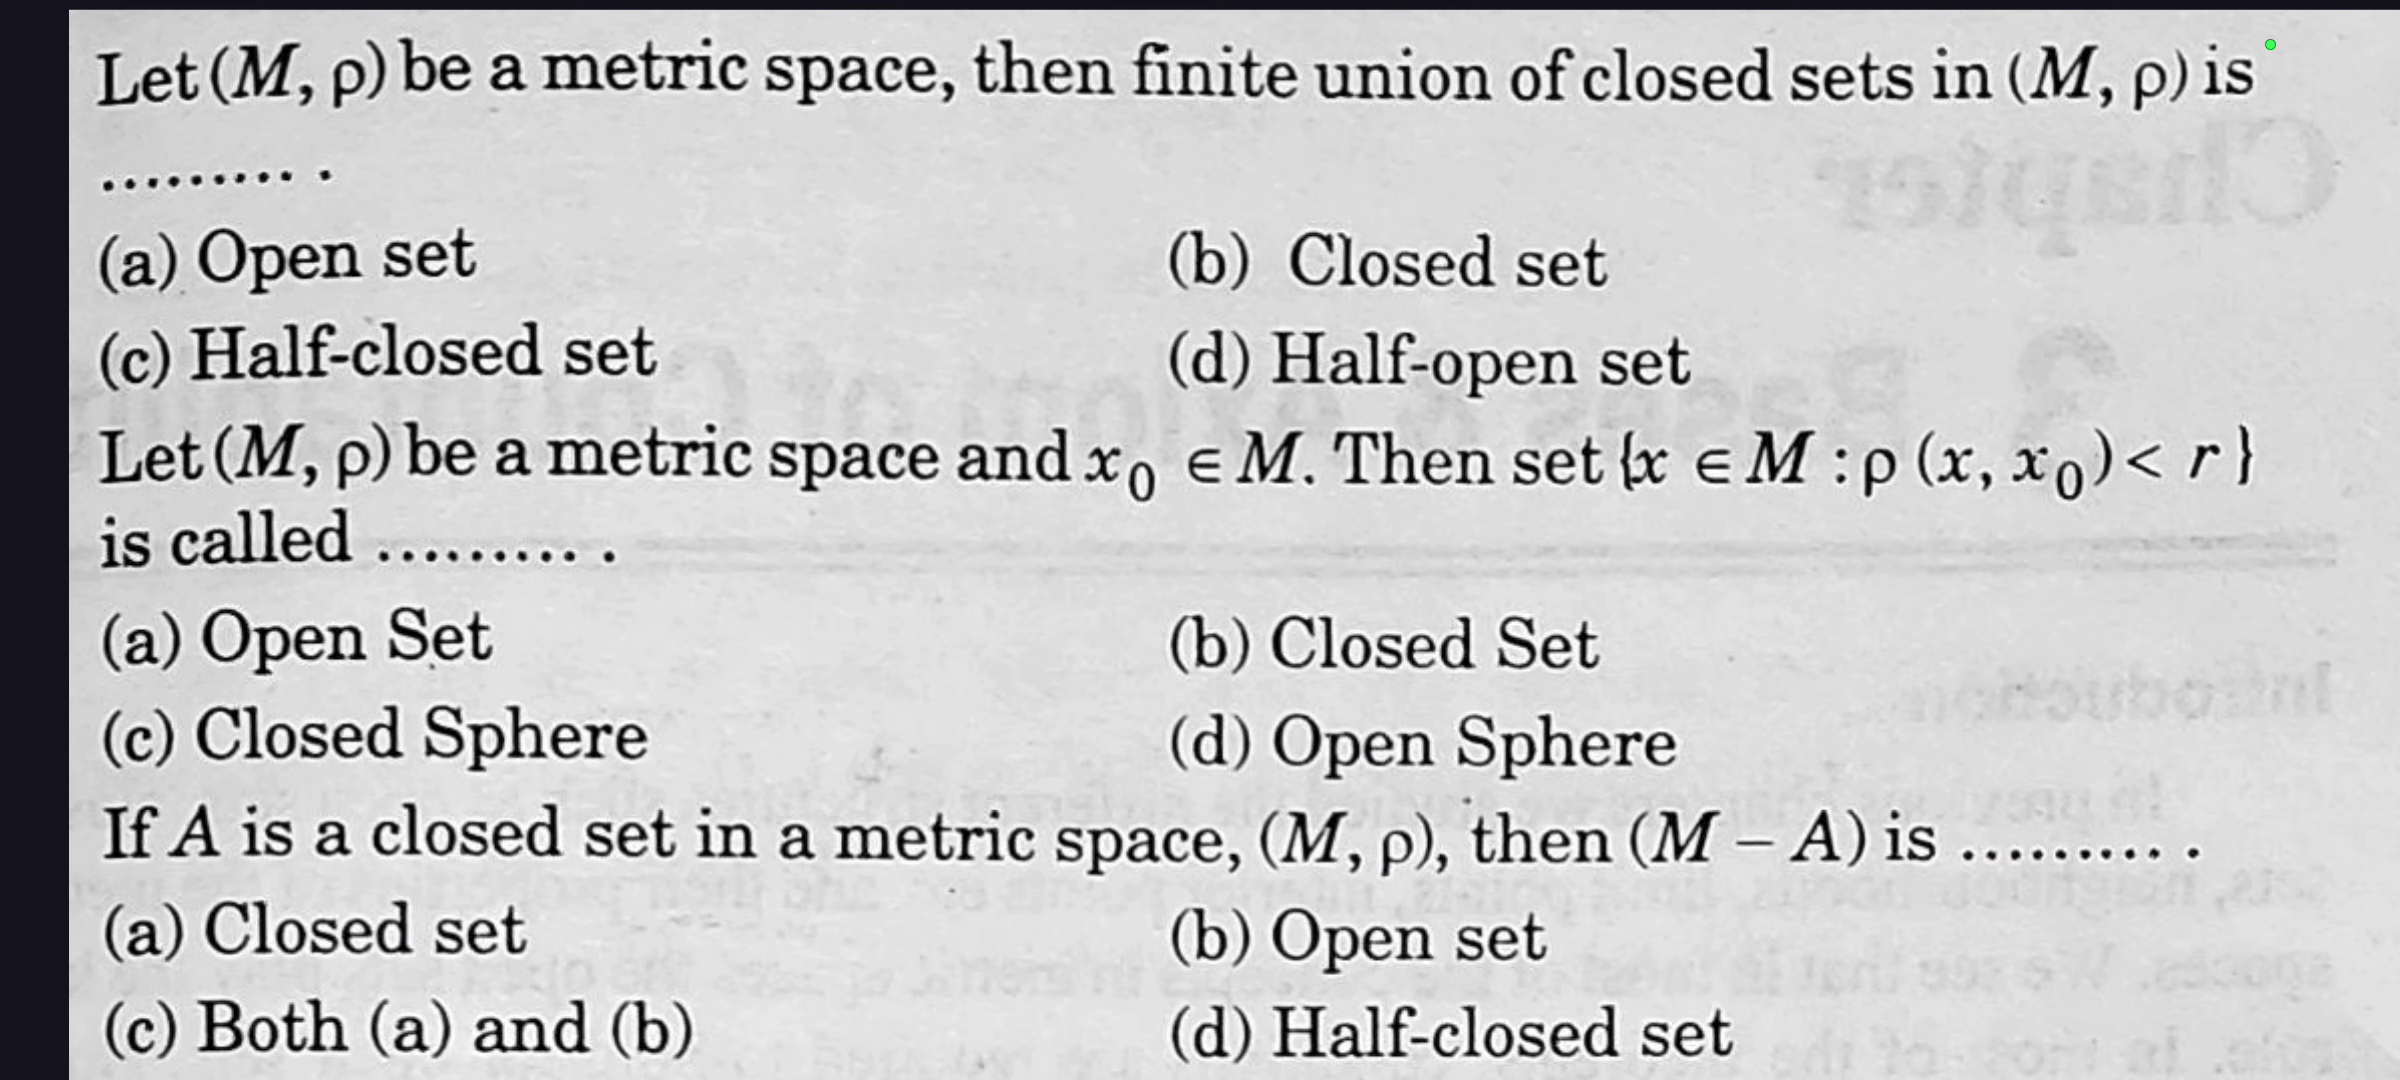 Let (M, ρ) be a metric space, then finite union of closed sets in (M, ρ) is
.......... .
(a) Open set (b) Closed set
(c) Half-closed set (d) Half-open set
Let (M, ρ) be a metric space and x₀ ∈ M. Then set {x ∈ M : ρ (x, x₀) < r }
is called .......... .
(a) Open Set (b) Closed Set
(c) Closed Sphere (d) Open Sphere
If A is a closed set in a metric space, (M, ρ), then (M – A) is .......... .
(a) Closed set (b) Open set
(c) Both (a) and (b) (d) Half-closed set